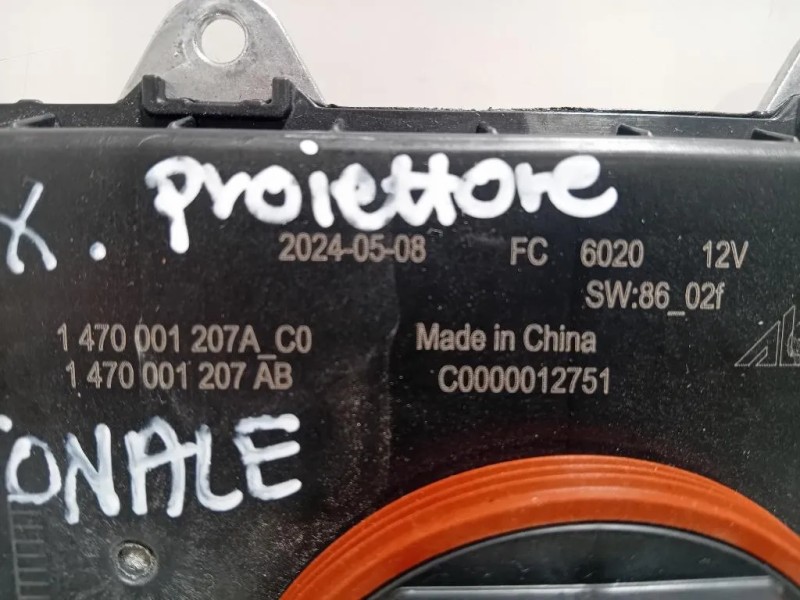 x. proiettore
2024-05-08 FC 6020 12V
SW:86_02f
1 470 001 207A_C0 Made in China
1 470 001 207 AB C0000012751
TONALE